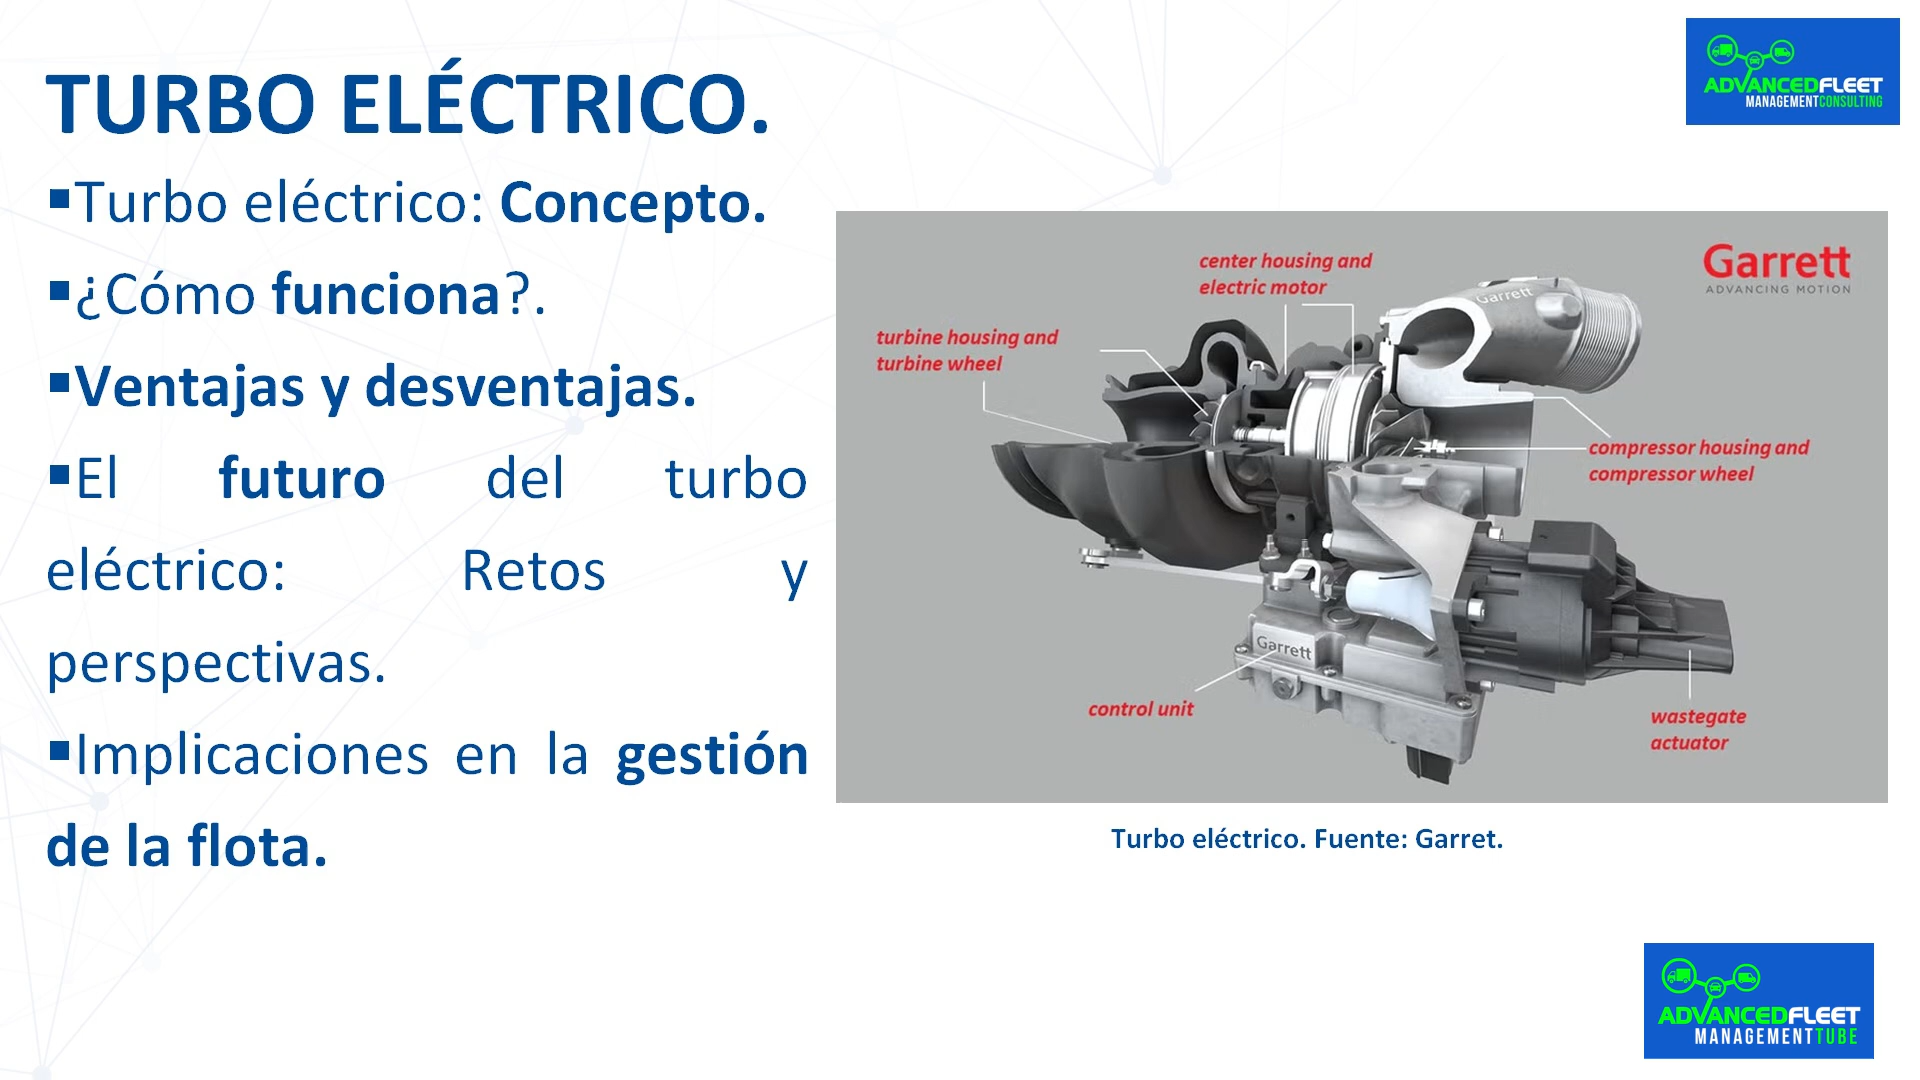 TURBO ELÉCTRICO.
▪Turbo eléctrico: Concepto.
▪¿Cómo funciona?.
▪Ventajas y desventajas.
▪El futuro del turbo
eléctrico: Retos y
perspectivas.
▪Implicaciones en la gestión
de la flota.
ADVANCEDFLEET
MANAGEMENTCONSULTING
Garrett
ADVANCING MOTION
center housing and
electric motor
turbine housing and
turbine wheel
Garrett
compressor housing and
compressor wheel
Garrett
control unit
wastegate
actuator
Turbo eléctrico. Fuente: Garret.
ADVANCEDFLEET
MANAGEMENTTUBE